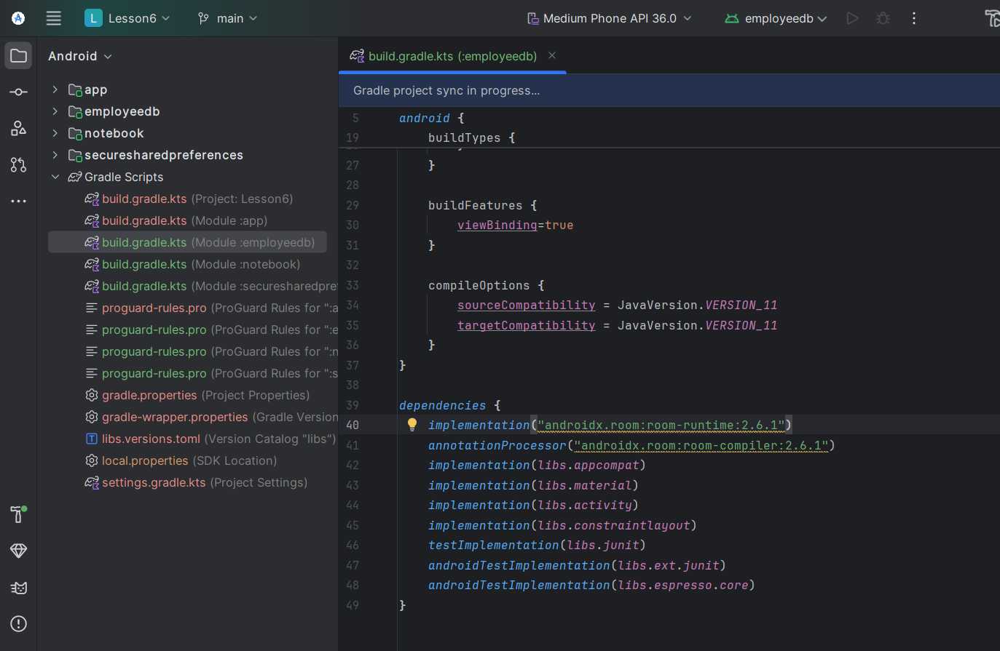 L Lesson6 main Medium Phone API 36.0 employeedb
Android
app
employeedb
notebook
securesharedpreferences
Gradle Scripts
build.gradle.kts (Project: Lesson6)
build.gradle.kts (Module :app)
build.gradle.kts (Module :employeedb)
build.gradle.kts (Module :notebook)
build.gradle.kts (Module :securesharedpref
proguard-rules.pro (ProGuard Rules for ":a
proguard-rules.pro (ProGuard Rules for ":e
proguard-rules.pro (ProGuard Rules for ":n
proguard-rules.pro (ProGuard Rules for ":s
gradle.properties (Project Properties)
gradle-wrapper.properties (Gradle Version
libs.versions.toml (Version Catalog "libs")
local.properties (SDK Location)
settings.gradle.kts (Project Settings)
build.gradle.kts (:employeedb)
Gradle project sync in progress...
5 android {
19 buildTypes {
27 }
28
29 buildFeatures {
30 viewBinding=true
31 }
32
33 compileOptions {
34 sourceCompatibility = JavaVersion.VERSION_11
35 targetCompatibility = JavaVersion.VERSION_11
36 }
37 }
38
39 dependencies {
40 implementation("androidx.room:room-runtime:2.6.1")
41 annotationProcessor("androidx.room:room-compiler:2.6.1")
42 implementation(libs.appcompat)
43 implementation(libs.material)
44 implementation(libs.activity)
45 implementation(libs.constraintlayout)
46 testImplementation(libs.junit)
47 androidTestImplementation(libs.ext.junit)
48 androidTestImplementation(libs.espresso.core)
49 }